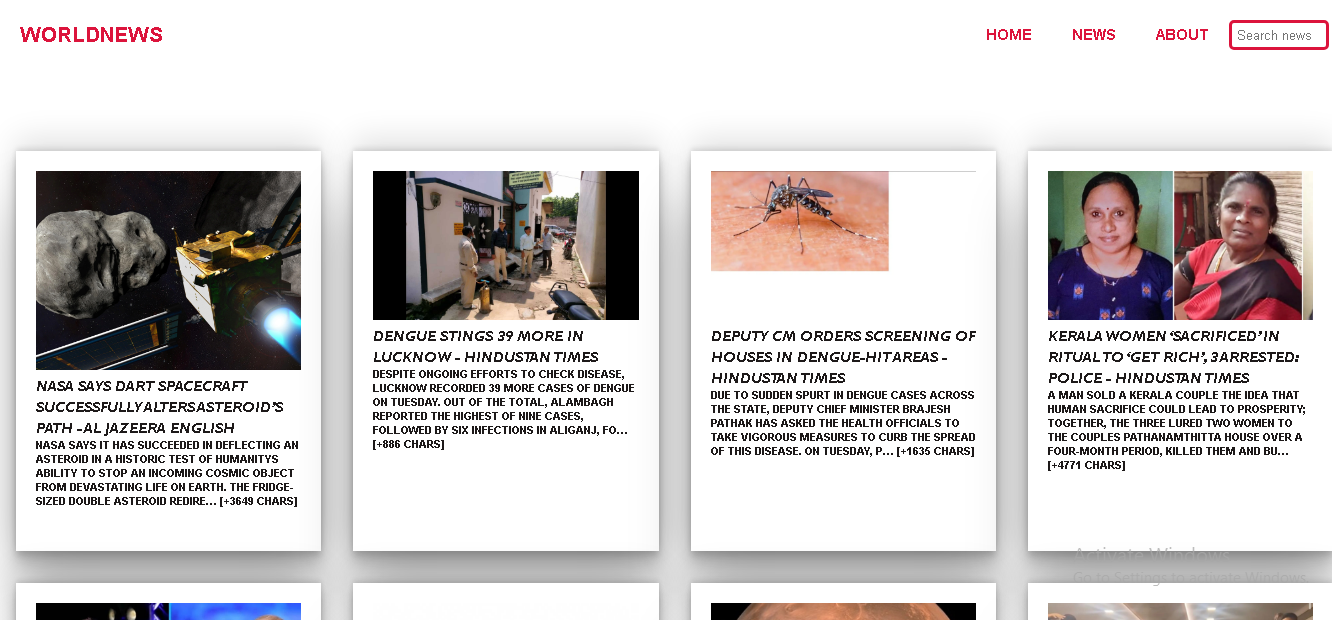 WORLDNEWS
HOME
NEWS
ABOUT
Search news
NASA SAYS DART SPACECRAFT
SUCCESSFULLY ALTERS ASTEROID'S
PATH - AL JAZEERA ENGLISH
NASA SAYS IT HAS SUCCEEDED IN DEFLECTING AN
ASTEROID IN A HISTORIC TEST OF HUMANITYS
ABILITY TO STOP AN INCOMING COSMIC OBJECT
FROM DEVASTATING LIFE ON EARTH. THE FRIDGE-
SIZED DOUBLE ASTEROID REDIRE... [+3649 CHARS]
DENGUE STINGS 39 MORE IN
LUCKNOW - HINDUSTAN TIMES
DESPITE ONGOING EFFORTS TO CHECK DISEASE,
LUCKNOW RECORDED 39 MORE CASES OF DENGUE
ON TUESDAY. OUT OF THE TOTAL, ALAMBAGH
REPORTED THE HIGHEST OF NINE CASES,
FOLLOWED BY SIX INFECTIONS IN ALIGANJ, FO...
[+886 CHARS]
DEPUTY CM ORDERS SCREENING OF
HOUSES IN DENGUE-HIT AREAS -
HINDUSTAN TIMES
DUE TO SUDDEN SPURT IN DENGUE CASES ACROSS
THE STATE, DEPUTY CHIEF MINISTER BRAJESH
PATHAK HAS ASKED THE HEALTH OFFICIALS TO
TAKE VIGOROUS MEASURES TO CURB THE SPREAD
OF THIS DISEASE. ON TUESDAY, P... [+1635 CHARS]
KERALA WOMEN ‘SACRIFICED’ IN
RITUAL TO ‘GET RICH’, 3 ARRESTED:
POLICE - HINDUSTAN TIMES
A MAN SOLD A KERALA COUPLE THE IDEA THAT
HUMAN SACRIFICE COULD LEAD TO PROSPERITY;
TOGETHER, THE THREE LURED TWO WOMEN TO
THE COUPLES PATHANAMTHITTA HOUSE OVER A
FOUR-MONTH PERIOD, KILLED THEM AND BU...
[+4771 CHARS]
Activate Windows
Go to Settings to activate Windows.